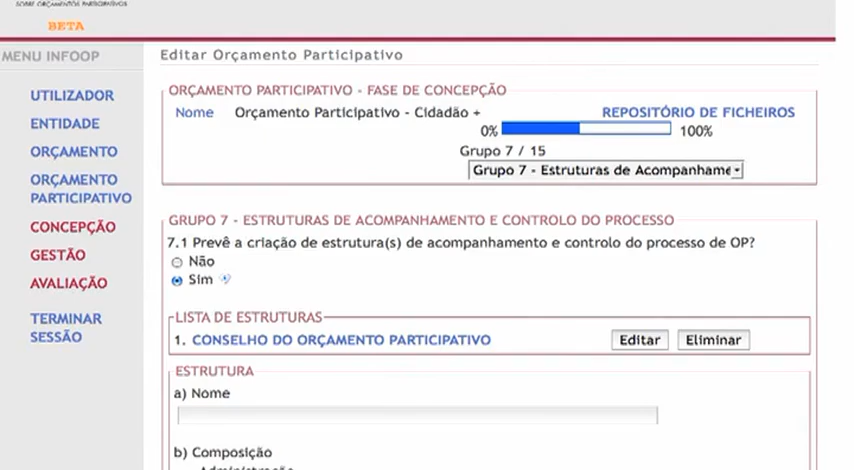 SOBRE ORÇAMENTOS PARTICIPATIVOS
BETA
MENU INFOOP
UTILIZADOR
ENTIDADE
ORÇAMENTO
ORÇAMENTO
PARTICIPATIVO
CONCEPÇÃO
GESTÃO
AVALIAÇÃO
TERMINAR
SESSÃO
Editar Orçamento Participativo
ORÇAMENTO PARTICIPATIVO - FASE DE CONCEPÇÃO
Nome Orçamento Participativo - Cidadão + REPOSITÓRIO DE FICHEIROS
0% 100%
Grupo 7 / 15
Grupo 7 - Estruturas de Acompanhame
GRUPO 7 - ESTRUTURAS DE ACOMPANHAMENTO E CONTROLO DO PROCESSO
7.1 Prevê a criação de estrutura(s) de acompanhamento e controlo do processo de OP?
Não
Sim
LISTA DE ESTRUTURAS
1. CONSELHO DO ORÇAMENTO PARTICIPATIVO Editar Eliminar
ESTRUTURA
a) Nome
b) Composição
Administração